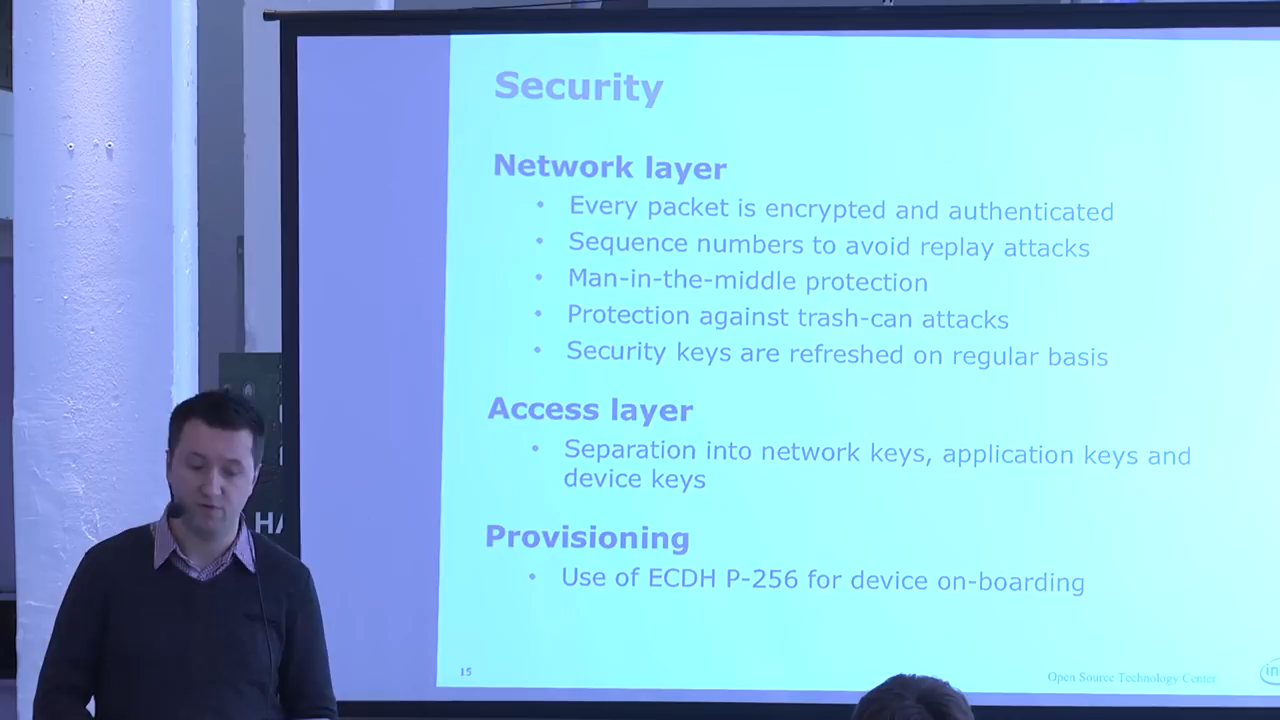 Security
Network layer
• Every packet is encrypted and authenticated
• Sequence numbers to avoid replay attacks
• Man-in-the-middle protection
• Protection against trash-can attacks
• Security keys are refreshed on regular basis
Access layer
• Separation into network keys, application keys and
device keys
Provisioning
• Use of ECDH P-256 for device on-boarding
15
Open Source Technology Center
in
HA